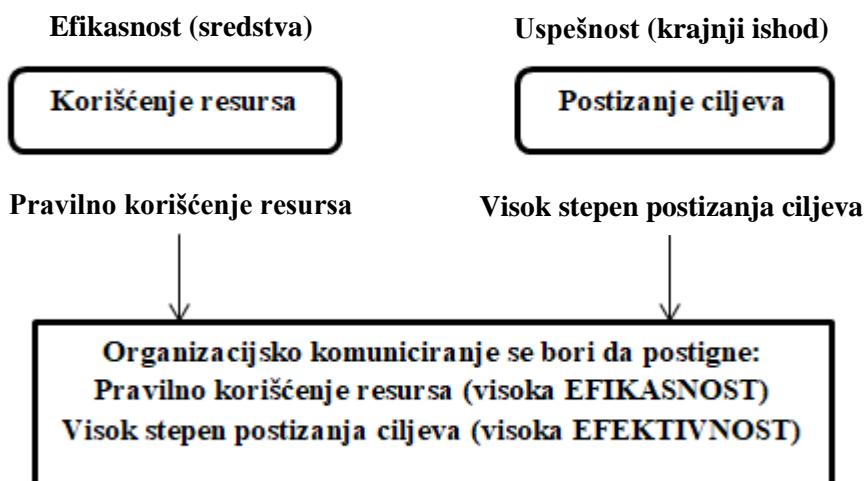 Efikasnost (sredstva)
Uspešnost (krajnji ishod)
Korišćenje resursa
Postizanje ciljeva
Pravilno korišćenje resursa
Visok stepen postizanja ciljeva
Organizacijsko komuniciranje se bori da postigne:
Pravilno korišćenje resursa (visoka EFIKASNOST)
Visok stepen postizanja ciljeva (visoka EFEKTIVNOST)